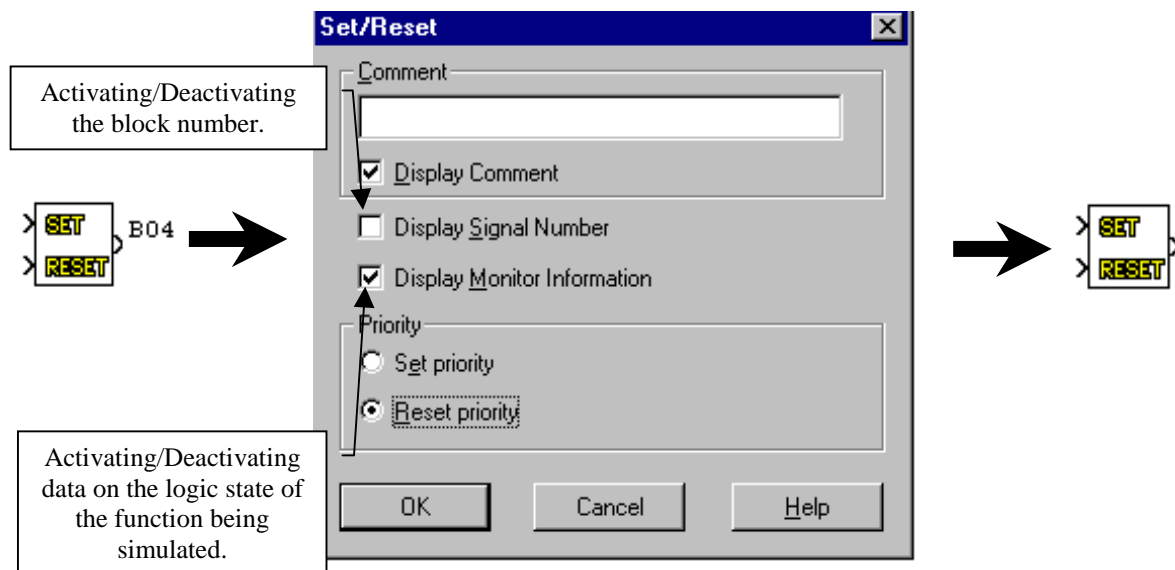 Set/Reset
Comment
Activating/Deactivating
the block number.
Display Comment
SET
RESET
B04
Display Signal Number
Display Monitor Information
SET
RESET
Priority
Set priority
Reset priority
Activating/Deactivating
data on the logic state of
the function being
simulated.
OK
Cancel
Help